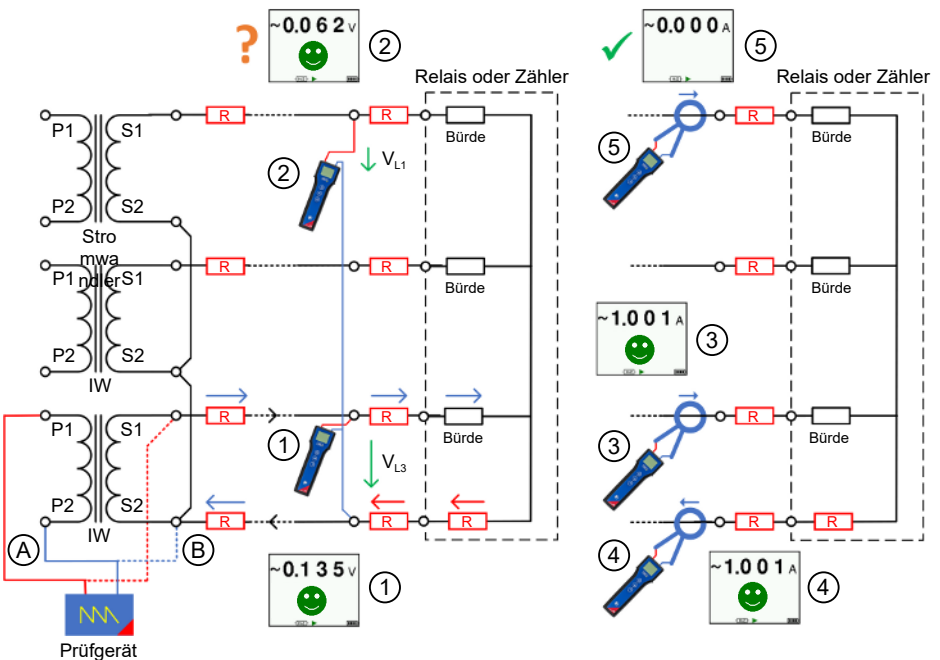 ?
~0.062 V
2
✓
~0.000 A
5
Relais oder Zähler
Relais oder Zähler
P1
S1
R
R
Bürde
R
Bürde
5
2
V L1
P2
S2
Stro
mwa
ndler
P1
S1
R
R
Bürde
R
Bürde
~1.001 A
3
P2
S2
IW
P1
S1
R
R
Bürde
R
Bürde
1
3
V L3
P2
S2
R
R
R
R
R
IW
A
B
4
~0.135 V
1
~1.001 A
4
Prüfgerät